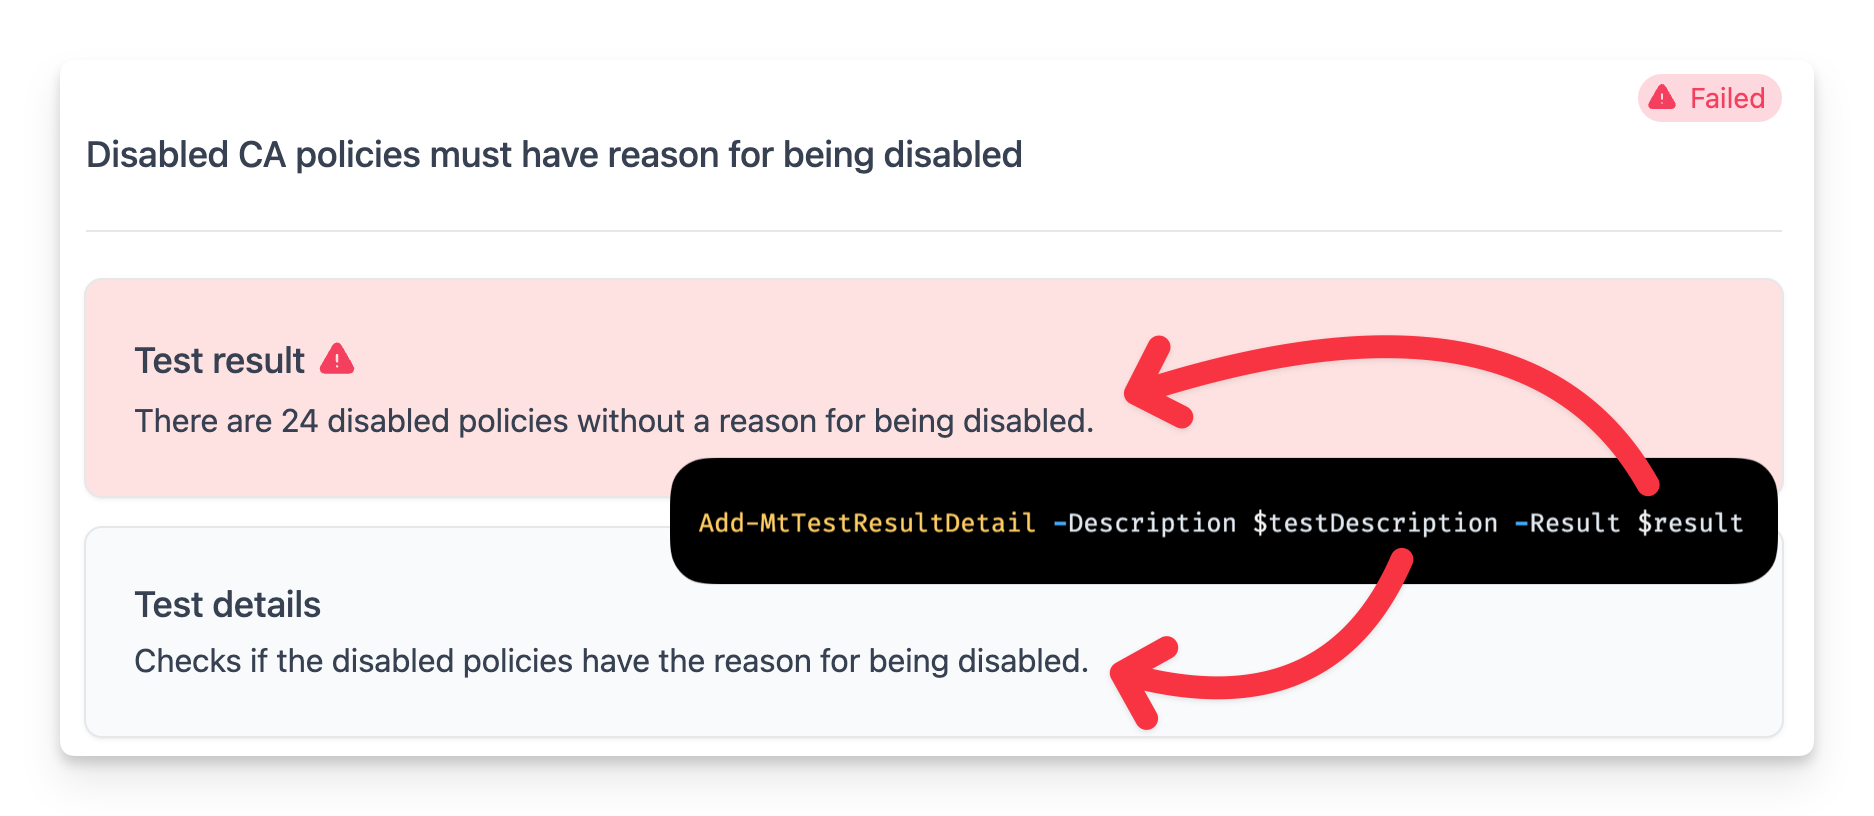 Failed
Disabled CA policies must have reason for being disabled
Test result
There are 24 disabled policies without a reason for being disabled.
Add-MtTestResultDetail -Description $testDescription -Result $result
Test details
Checks if the disabled policies have the reason for being disabled.